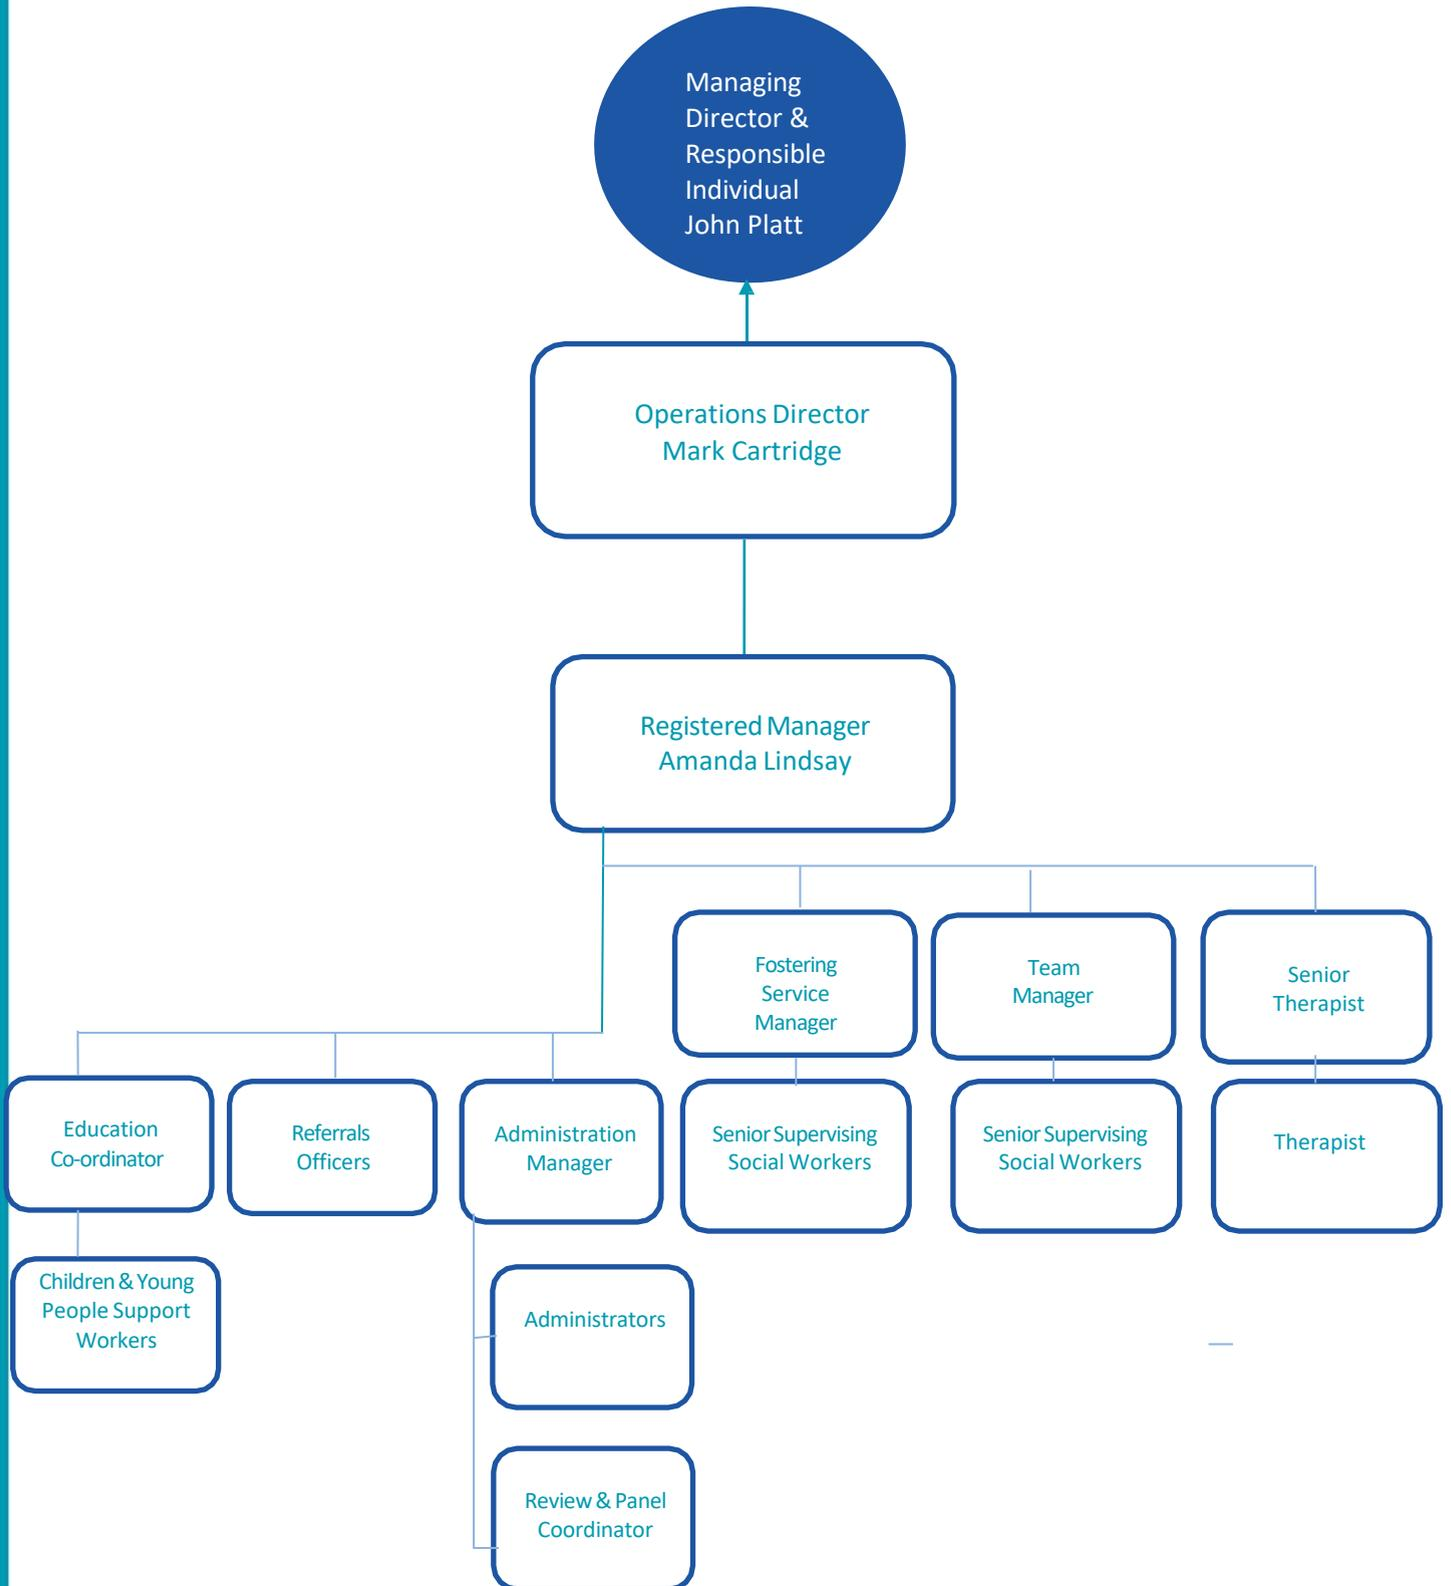 Managing
Director &
Responsible
Individual
John Platt
Operations Director
Mark Cartridge
Registered Manager
Amanda Lindsay
Fostering
Service
Manager
Team
Manager
Senior
Therapist
Education
Co-ordinator
Referrals
Officers
Administration
Manager
Senior Supervising
Social Workers
Senior Supervising
Social Workers
Therapist
Children & Young
People Support
Workers
Administrators
Review & Panel
Coordinator